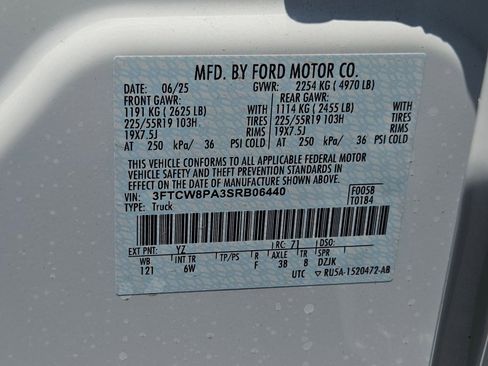 MFD. BY FORD MOTOR CO.
DATE: 06/25 GVWR: 2254 KG ( 4970 LB)
FRONT GAWR: REAR GAWR:
1191 KG ( 2625 LB) 1114 KG ( 2455 LB)
225/55R19 103H TIRES 225/55R19 103H TIRES
19X7.5J RIMS 19X7.5J RIMS
AT 250 kPa/ 36 PSI COLD AT 250 kPa/ 36 PSI COLD
THIS VEHICLE CONFORMS TO ALL APPLICABLE FEDERAL MOTOR
VEHICLE SAFETY AND THEFT PREVENTION STANDARDS IN
EFFECT ON THE DATE OF MANUFACTURE SHOWN ABOVE.
VIN: 3FTCW8PA3SRB06440 F0058
TYPE: Truck T0184
EXT PNT: YZ RC: 71 DSO:
WB INT TR TP/PS R AXLE TR S
121 6W F 38 8 DZJK
UTC RU5A-1520472-AB